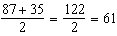 (87 + 35)/2 = 122/2 = 61